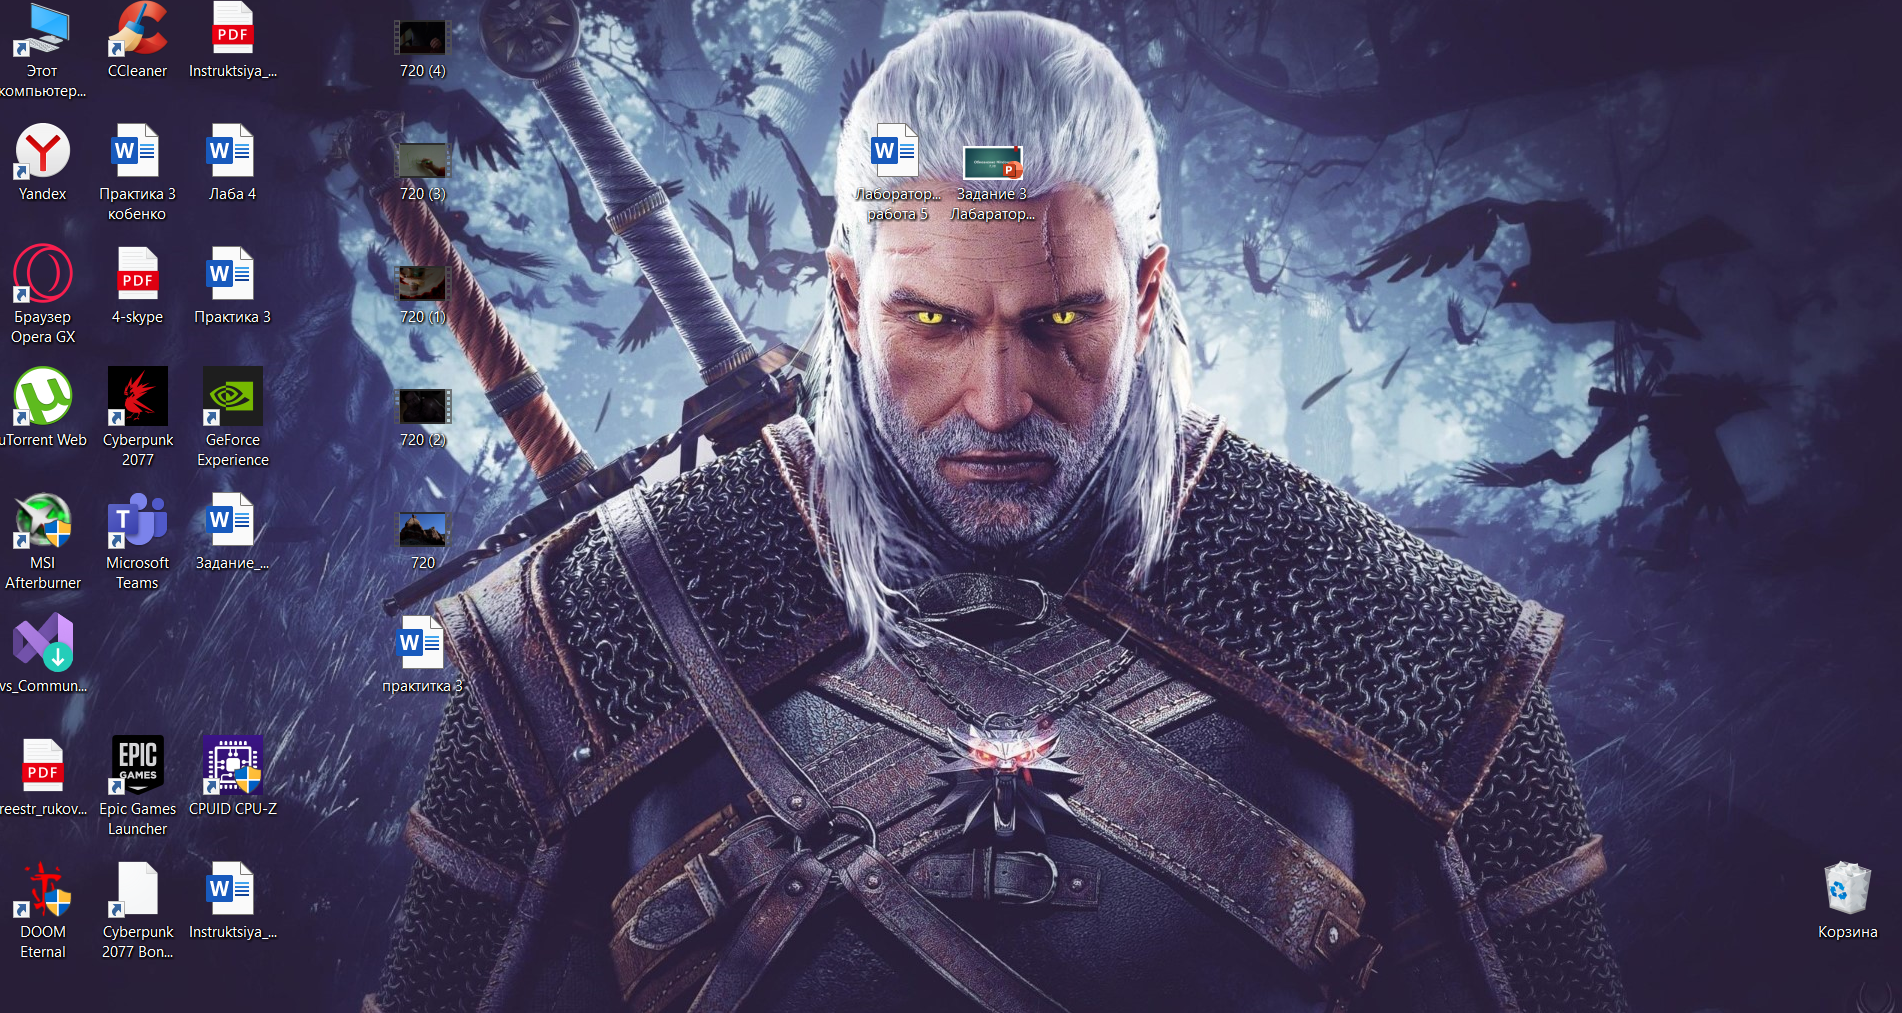 Этот
компьютер...
CCleaner
PDF
Instruktsiya_...
720 (4)
Yandex
W
Практика 3
кобенко
W
Лаба 4
720 (3)
W
Лаборатор...
работа 5
P
Задание 3
Лабаратор...
Браузер
Opera GX
PDF
4-skype
W
Практика 3
720 (1)
uTorrent Web
Cyberpunk
2077
GeForce
Experience
720 (2)
MSI
Afterburner
T
Microsoft
Teams
W
Задание_...
720
vs_Commun...
W
практитка 3
PDF
reestr_rukov...
EPIC
GAMES
Epic Games
Launcher
CPUID CPU-Z
DOOM
Eternal
Cyberpunk
2077 Bon...
W
Instruktsiya_...
Корзина